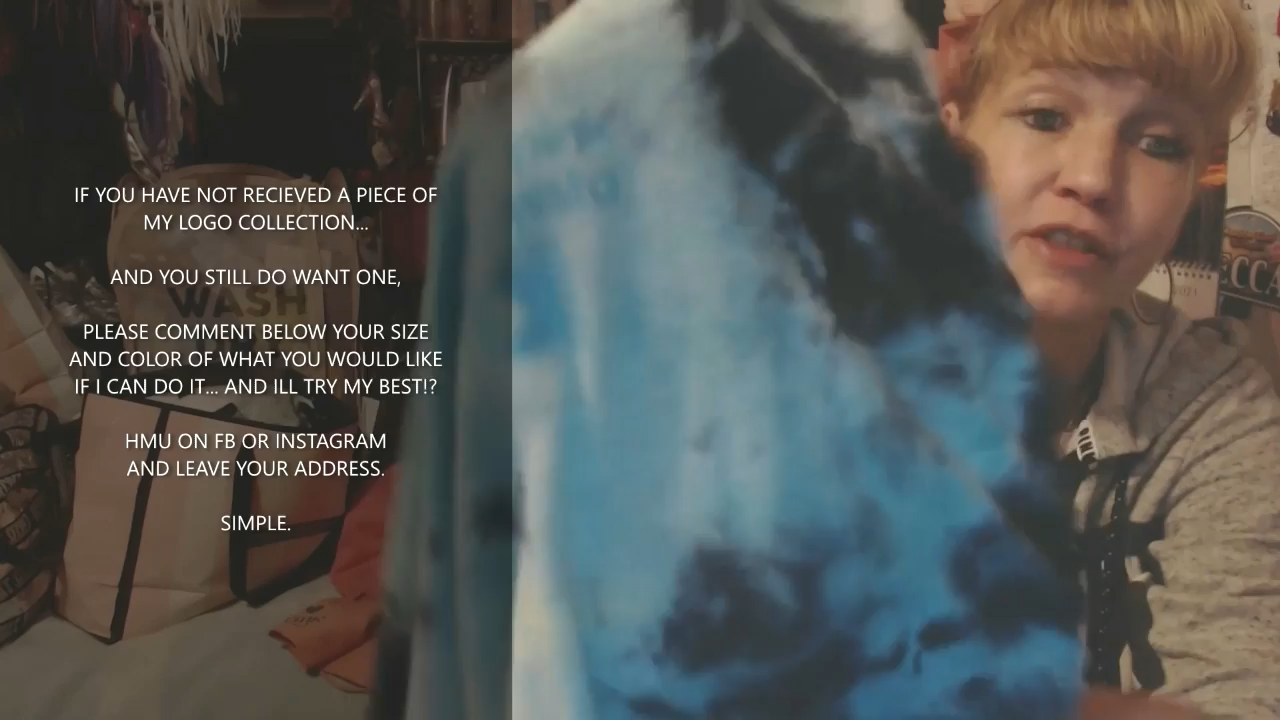 IF YOU HAVE NOT RECIEVED A PIECE OF
MY LOGO COLLECTION...
AND YOU STILL DO WANT ONE,
PLEASE COMMENT BELOW YOUR SIZE
AND COLOR OF WHAT YOU WOULD LIKE
IF I CAN DO IT... AND ILL TRY MY BEST!?
HMU ON FB OR INSTAGRAM
AND LEAVE YOUR ADDRESS.
SIMPLE.
WASH
2021